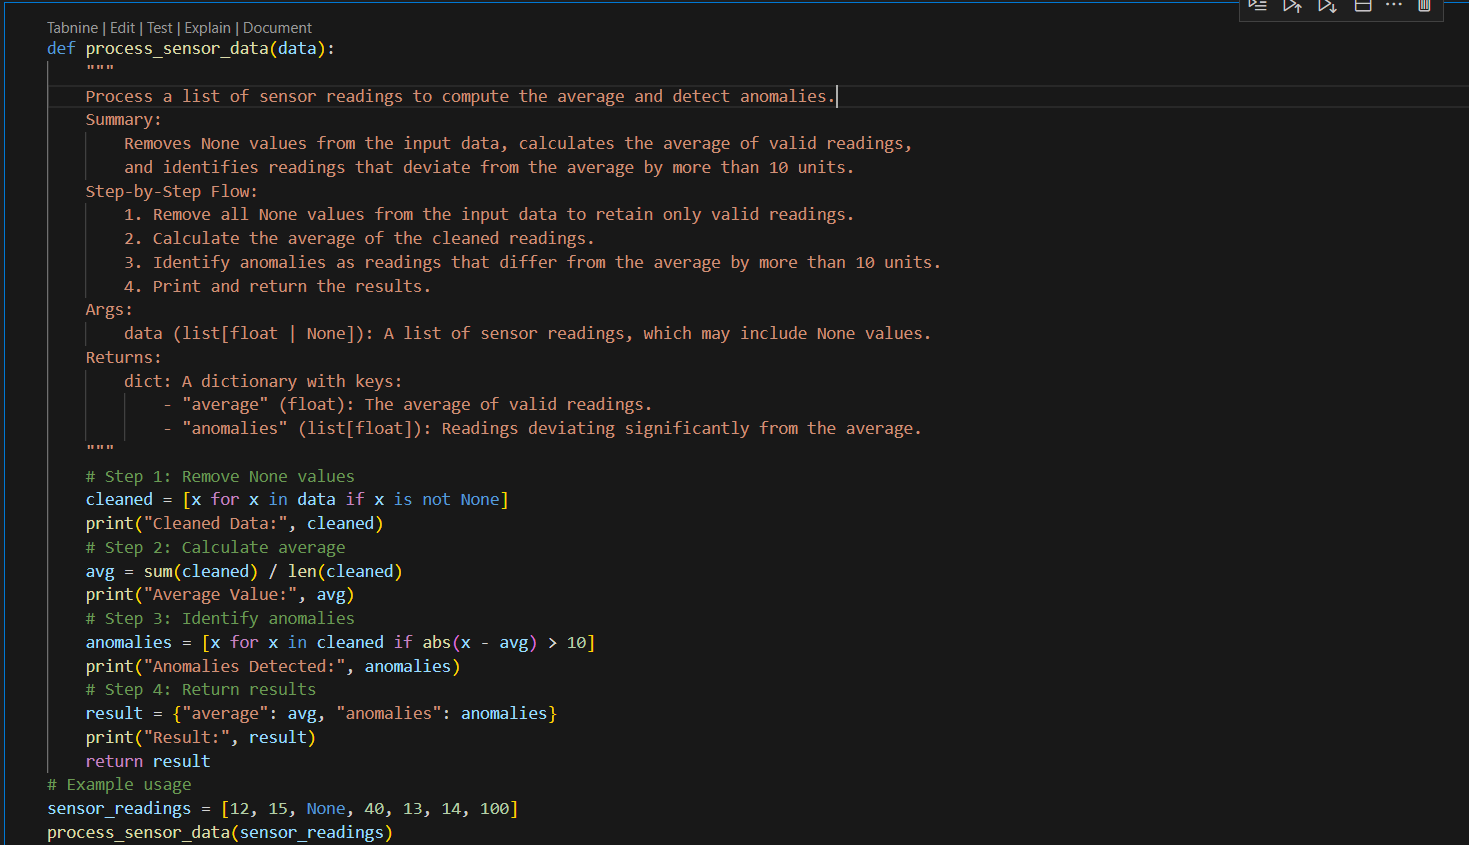 Tabnine | Edit | Test | Explain | Document
def process_sensor_data(data):
    """
    Process a list of sensor readings to compute the average and detect anomalies.
    Summary:
        Removes None values from the input data, calculates the average of valid readings,
        and identifies readings that deviate from the average by more than 10 units.
    Step-by-Step Flow:
        1. Remove all None values from the input data to retain only valid readings.
        2. Calculate the average of the cleaned readings.
        3. Identify anomalies as readings that differ from the average by more than 10 units.
        4. Print and return the results.
    Args:
        data (list[float | None]): A list of sensor readings, which may include None values.
    Returns:
        dict: A dictionary with keys:
            - "average" (float): The average of valid readings.
            - "anomalies" (list[float]): Readings deviating significantly from the average.
    """
    # Step 1: Remove None values
    cleaned = [x for x in data if x is not None]
    print("Cleaned Data:", cleaned)
    # Step 2: Calculate average
    avg = sum(cleaned) / len(cleaned)
    print("Average Value:", avg)
    # Step 3: Identify anomalies
    anomalies = [x for x in cleaned if abs(x - avg) > 10]
    print("Anomalies Detected:", anomalies)
    # Step 4: Return results
    result = {"average": avg, "anomalies": anomalies}
    print("Result:", result)
    return result
# Example usage
sensor_readings = [12, 15, None, 40, 13, 14, 100]
process_sensor_data(sensor_readings)